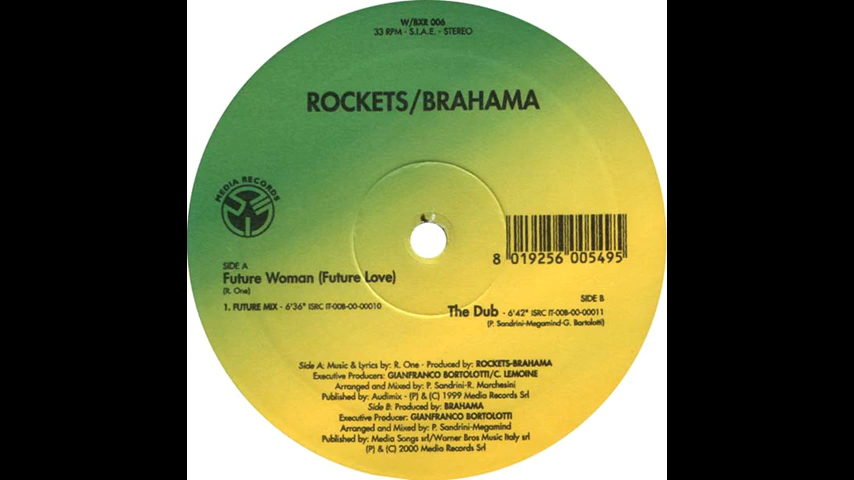 W/BXR 006
33 RPM - S.I.A.E. - STEREO
ROCKETS/BRAHAMA
MEDIA RECORDS
8 019256 005495
SIDE A
Future Woman (Future Love)
(R. One)
1. FUTURE MIX - 6'36" ISRC IT-00B-00-00010
SIDE B
The Dub - 6'42" ISRC IT-00B-00-00011
(P. Sandrini-Megamind-G. Bortolotti)
Side A: Music & Lyrics by: R. One - Produced by: ROCKETS-BRAHAMA
Executive Producers: GIANFRANCO BORTOLOTTI/C. LEMOINE
Arranged and Mixed by: P. Sandrini-R. Marchesini
Published by: Audimix - (P) & (C) 1999 Media Records Srl
Side B: Produced by: BRAHAMA
Executive Producer: GIANFRANCO BORTOLOTTI
Arranged and Mixed by: P. Sandrini-Megamind
Published by: Media Songs srl/Warner Bros Music Italy srl
(P) & (C) 2000 Media Records Srl